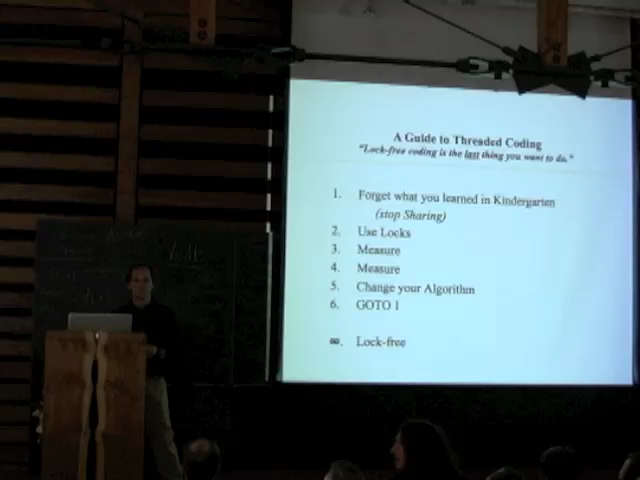 A Guide to Threaded Coding
"Lock-free coding is the last thing you want to do."
1. Forget what you learned in Kindergarten
(stop Sharing)
2. Use Locks
3. Measure
4. Measure
5. Change your Algorithm
6. GOTO 1
∞. Lock-free